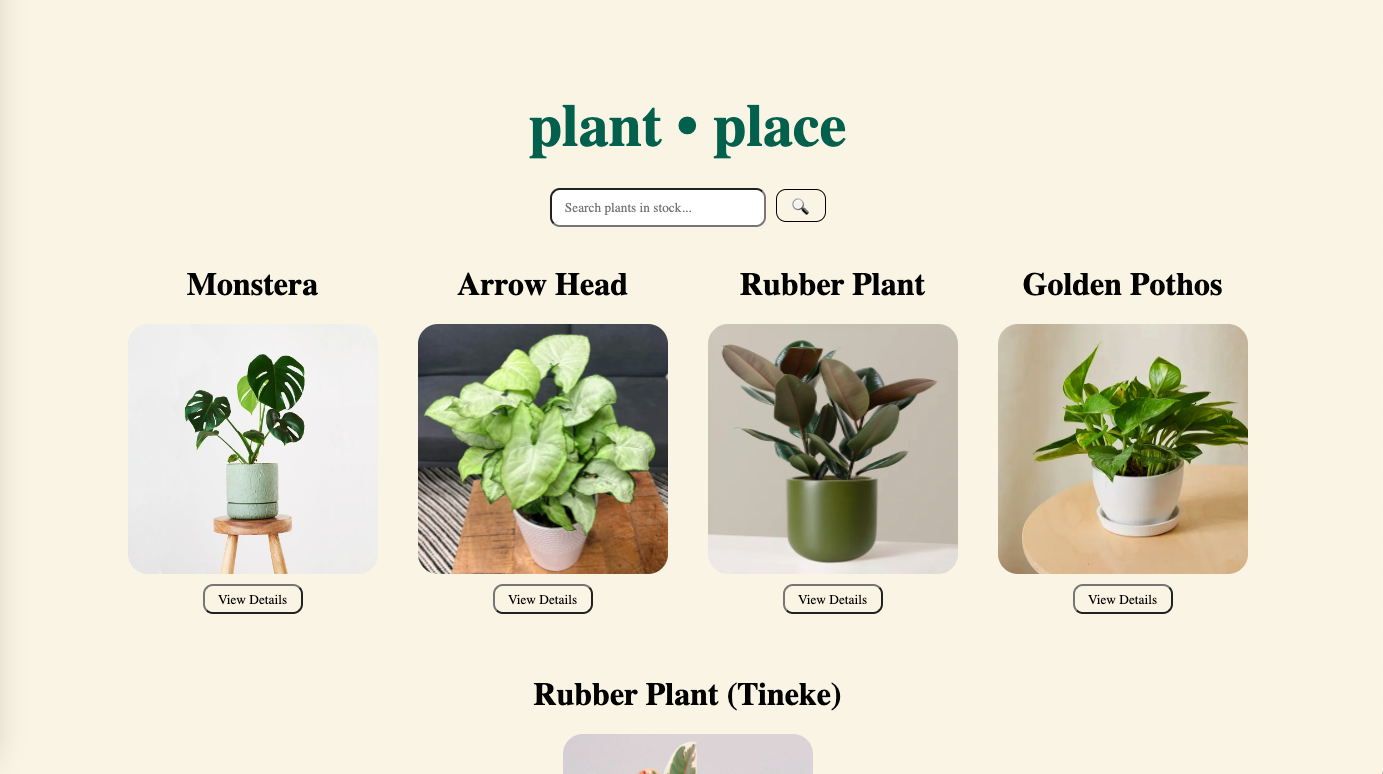 plant • place
Search plants in stock...
Monstera
Arrow Head
Rubber Plant
Golden Pothos
View Details
View Details
View Details
View Details
Rubber Plant (Tineke)